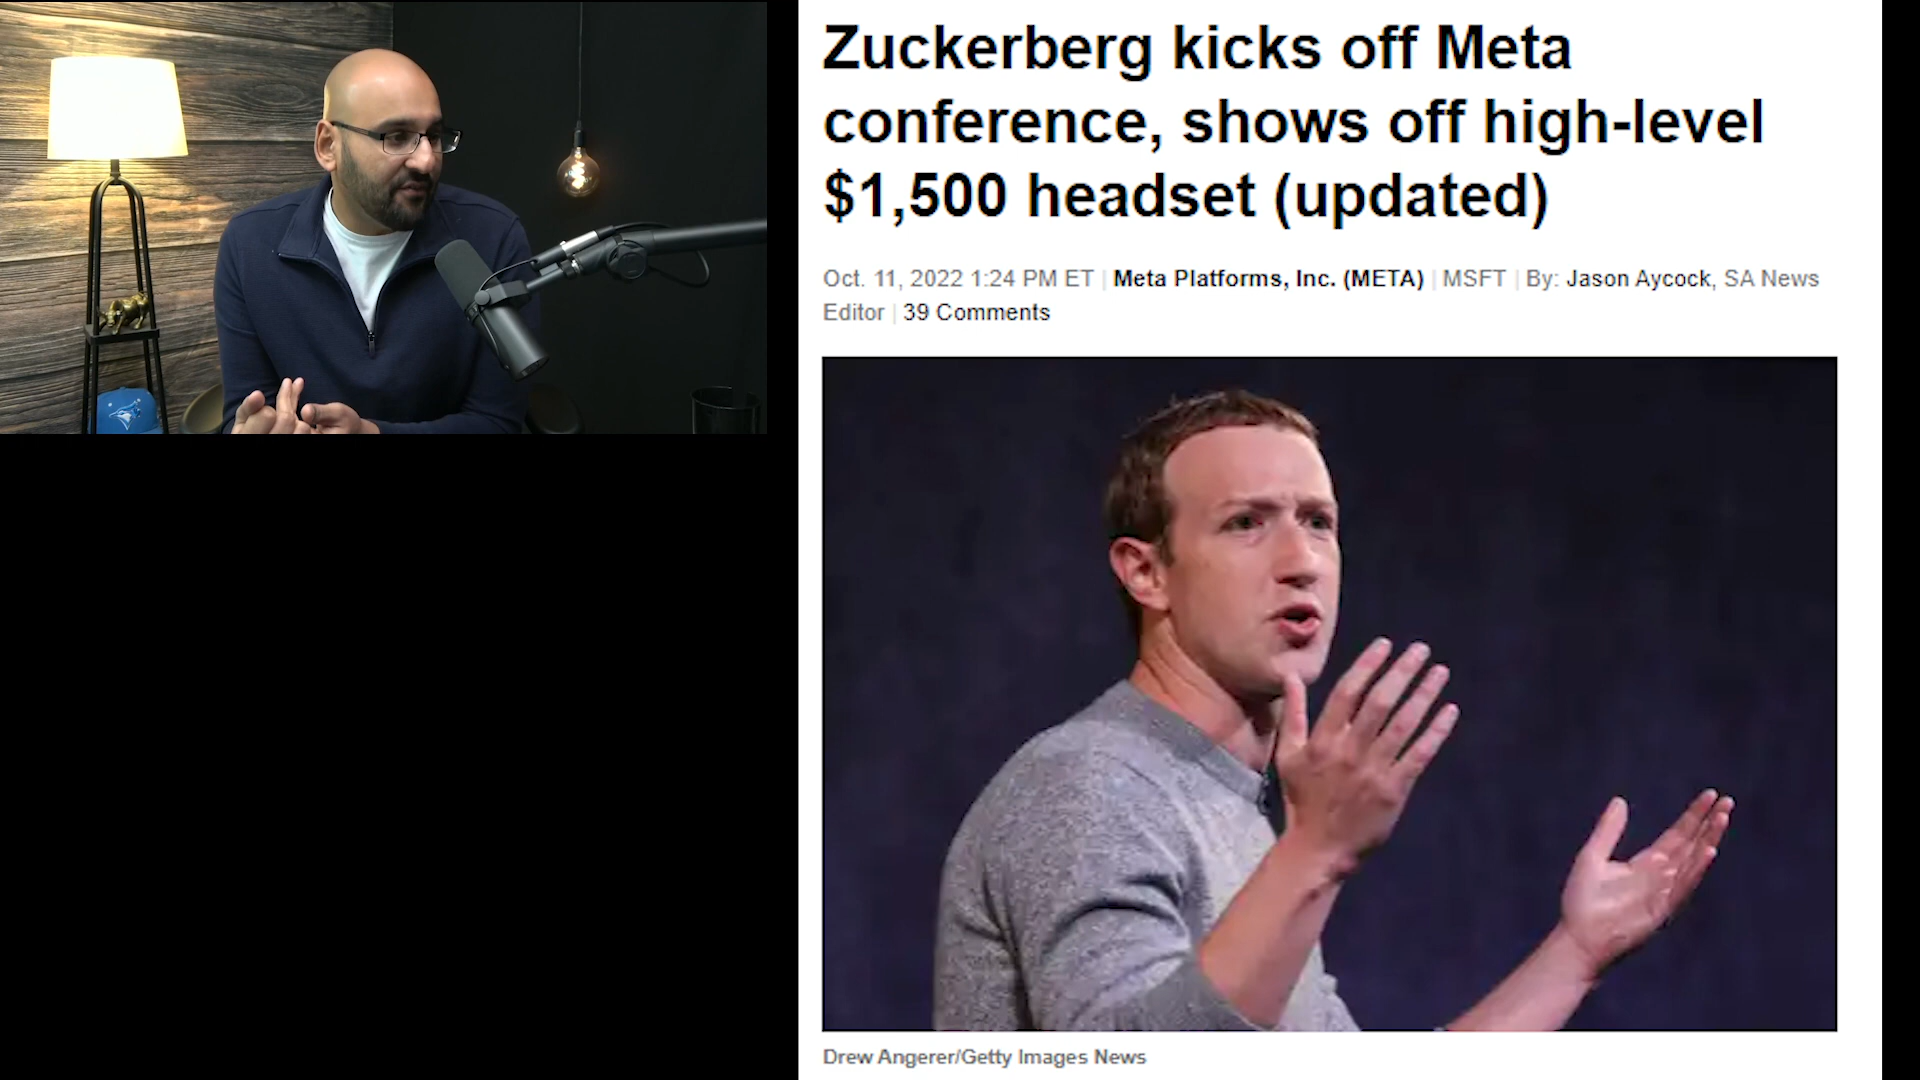 Zuckerberg kicks off Meta
conference, shows off high-level
$1,500 headset (updated)
Oct. 11, 2022 1:24 PM ET | Meta Platforms, Inc. (META) | MSFT | By: Jason Aycock, SA News
Editor | 39 Comments
Drew Angerer/Getty Images News